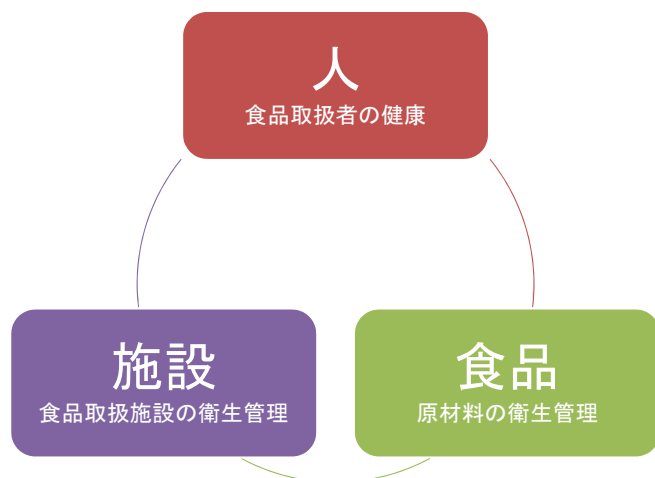 人
食品取扱者の健康
施設
食品取扱施設の衛生管理
食品
原材料の衛生管理